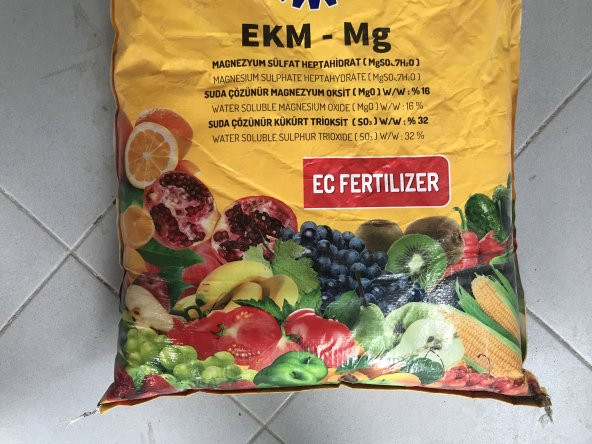 EKM - Mg
MAGNEZYUM SÜLFAT HEPTAHİDRAT ( MgSO₄.7H₂O )
MAGNESIUM SULPHATE HEPTAHYDRATE ( MgSO₄.7H₂O )
SUDA ÇÖZÜNÜR MAGNEZYUM OKSİT ( MgO ) W/W : % 16
WATER SOLUBLE MAGNESIUM OXIDE ( MgO ) W/W : 16 %
SUDA ÇÖZÜNÜR KÜKÜRT TRİOKSİT ( SO₃ ) W/W : % 32
WATER SOLUBLE SULPHUR TRIOXIDE ( SO₃ ) W/W : 32 %
EC FERTILIZER